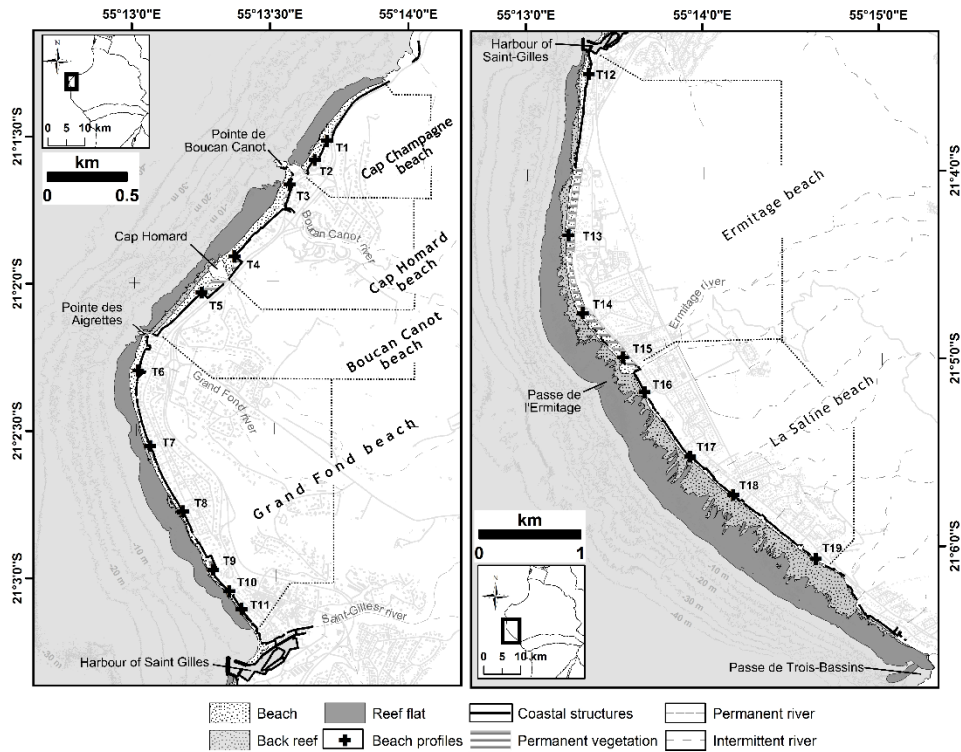 55°13'0"E
55°13'30"E
55°14'0"E
N
0 5 10 km
km
0 0.5
21°1'30"S
21°2'0"S
21°2'30"S
21°3'0"S
Pointe de
Boucan Canot
T1
T2
Cap Champagne
beach
T3
Boucan Canot
river
Cap Homard
T4
Cap Homard
beach
T5
Pointe des
Aigrettes
Boucan Canot
beach
T6
Grand Fond river
T7
Grand Fond beach
T8
T9
T10
T11
Saint-Gillesr river
Harbour of Saint Gilles
-10 m
-20 m
-30 m
55°13'0"E
55°14'0"E
55°15'0"E
Harbour of
Saint-Gilles
T12
21°4'0"S
21°5'0"S
21°6'0"S
Ermitage beach
T13
T14
Ermitage river
T15
T16
Passe de
l'Ermitage
La Saline beach
T17
T18
T19
km
0 1
N
0 5 10 km
-10 m
-20 m
-30 m
Passe de Trois-Bassins
Beach
Reef flat
Coastal structures
Permanent river
Back reef
Beach profiles
Permanent vegetation
Intermittent river